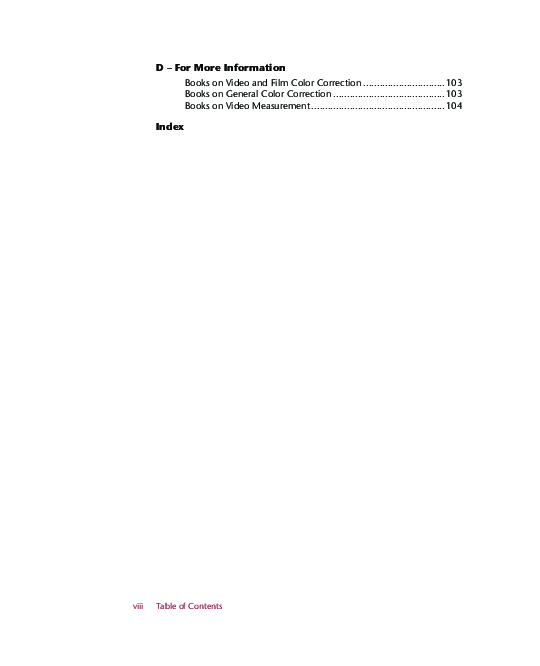 D – For More Information
Books on Video and Film Color Correction ............................. 103
Books on General Color Correction ........................................ 103
Books on Video Measurement................................................ 104
Index
viii Table of Contents